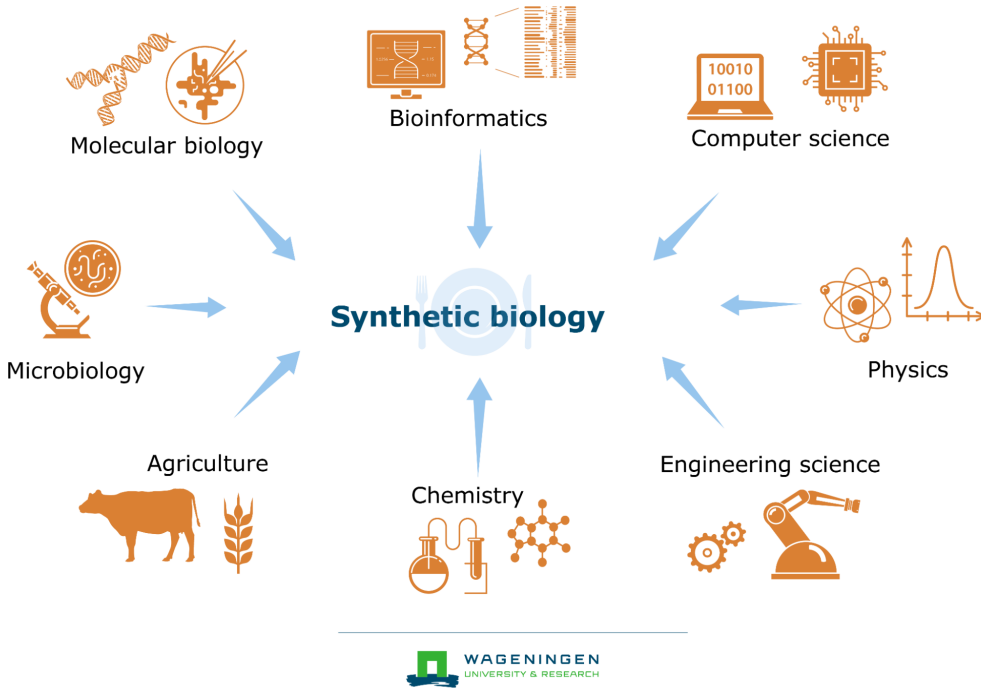 Bioinformatics
10010
01100
Molecular biology
Computer science
Synthetic biology
Microbiology
Physics
Agriculture
Engineering science
Chemistry
WAGENINGEN
UNIVERSITY & RESEARCH